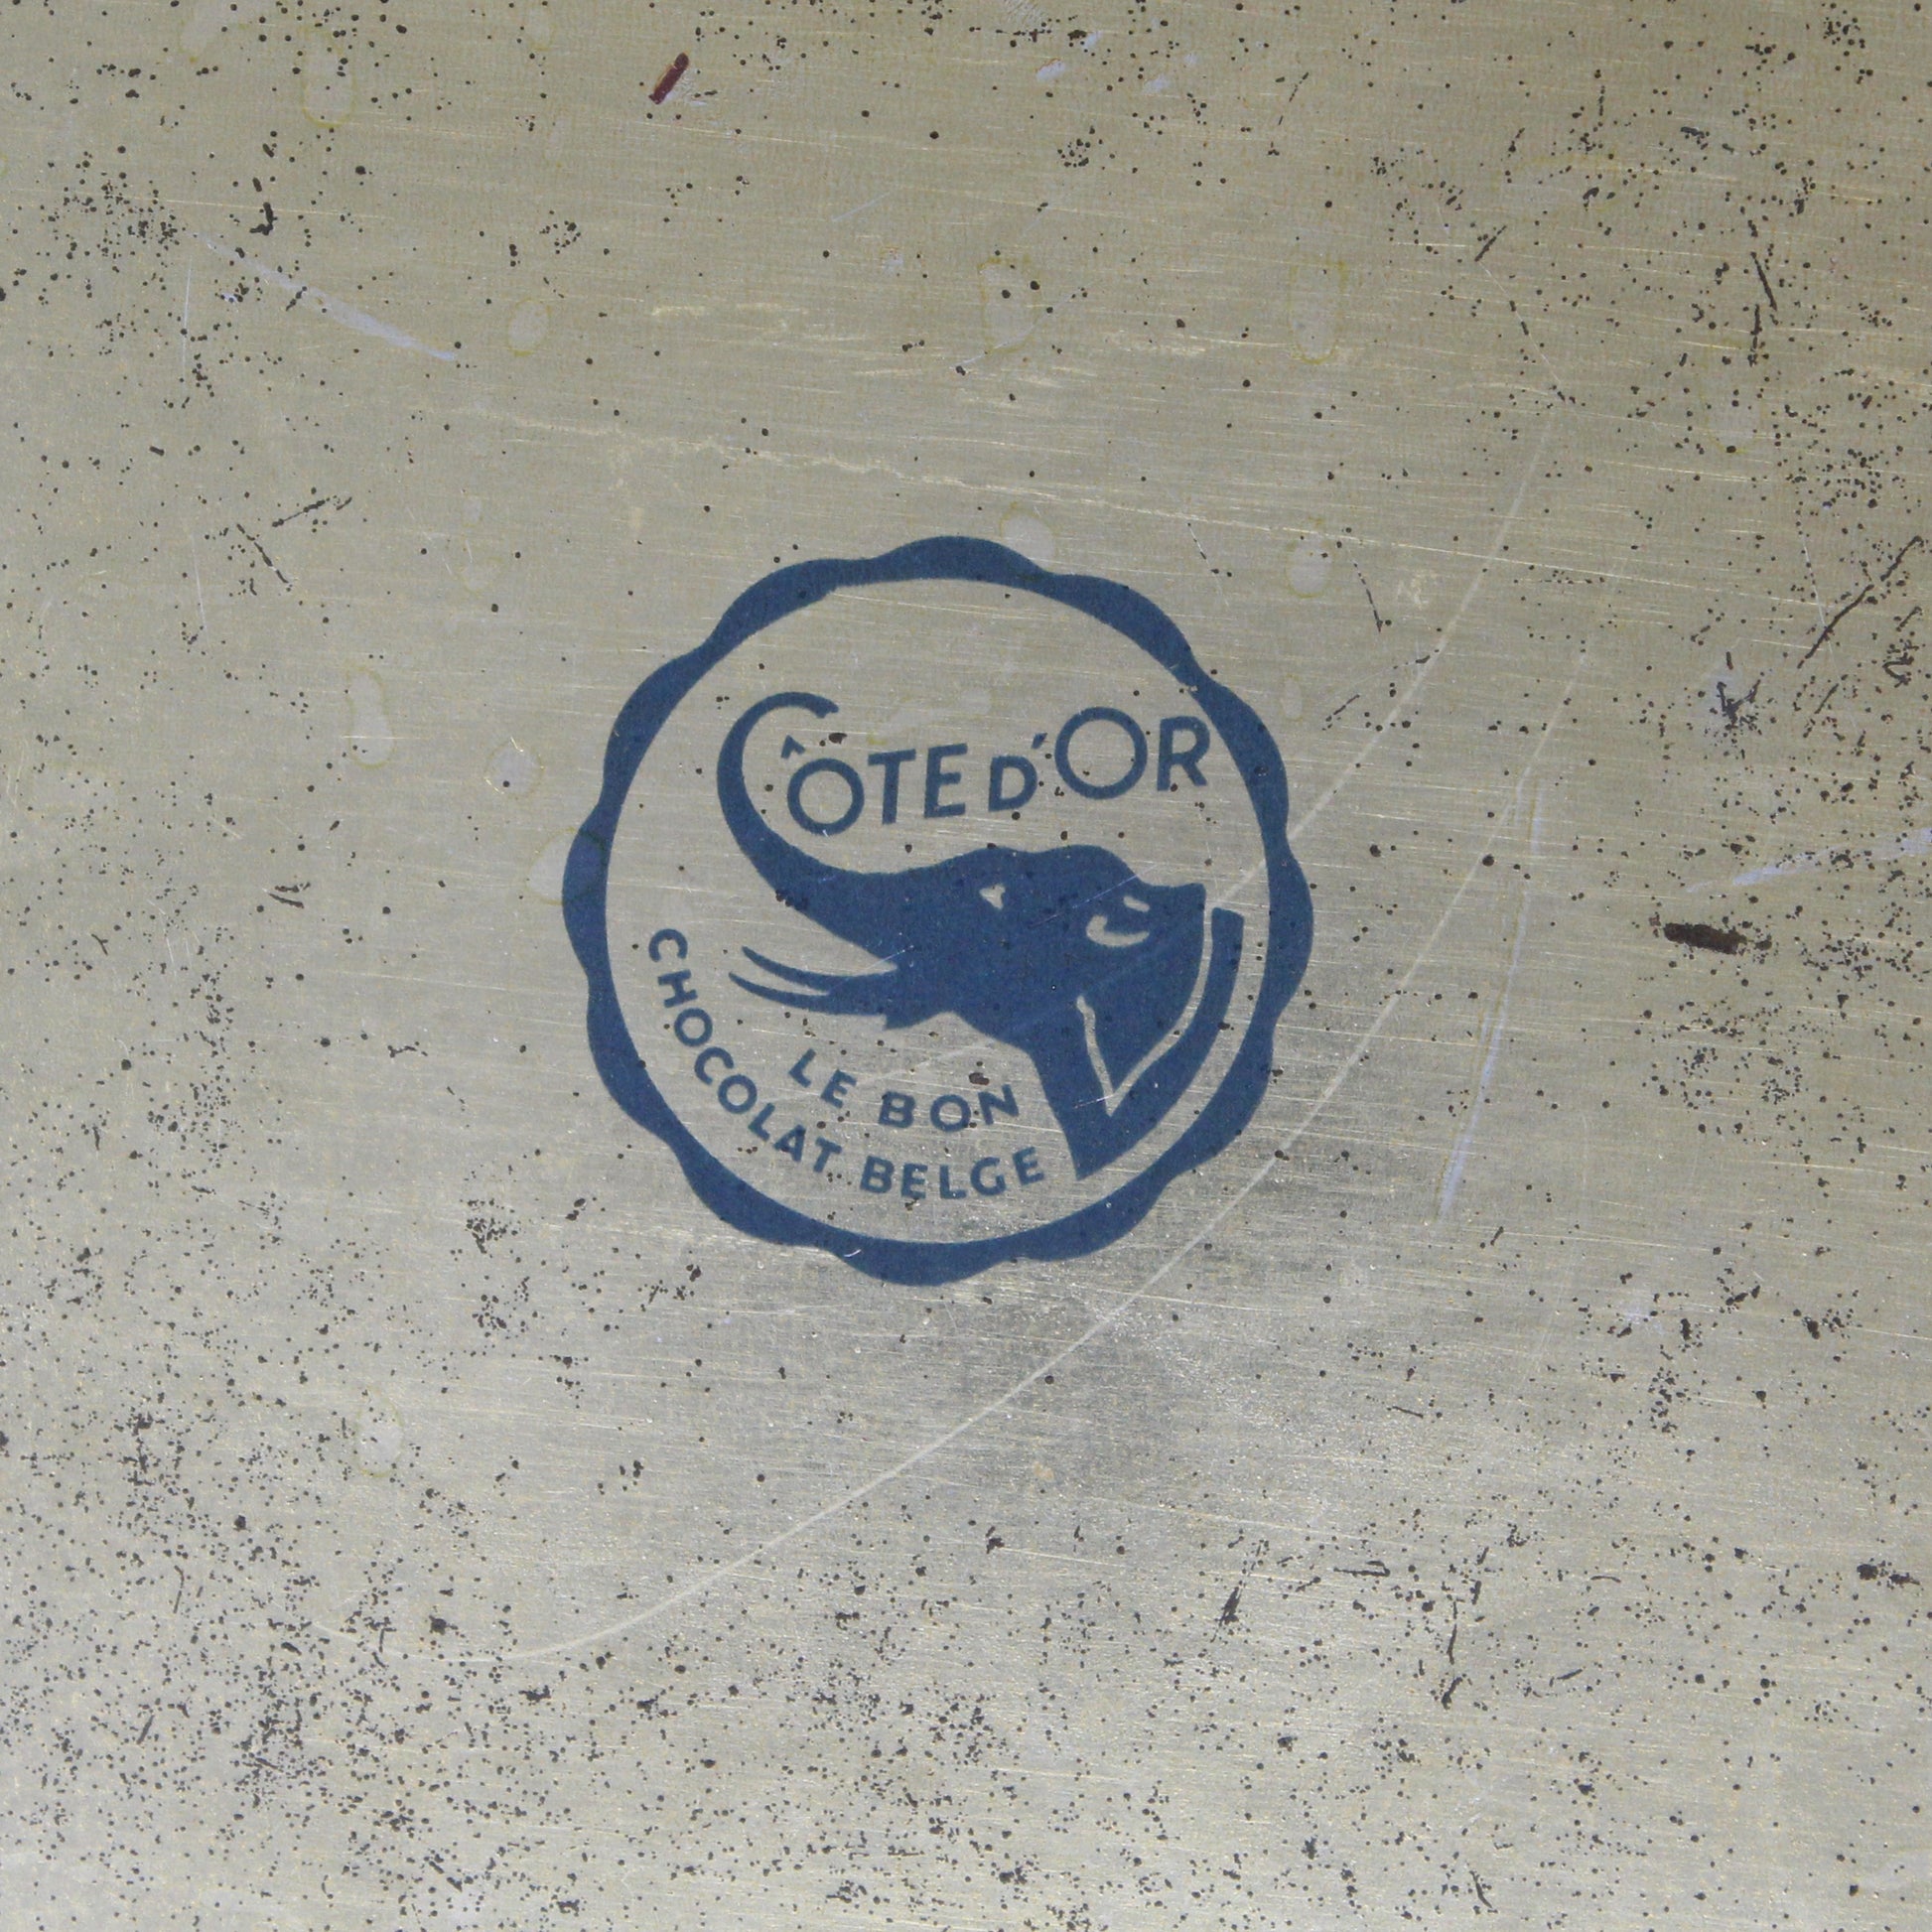 CÔTE D'OR
LE BON
CHOCOLAT BELGE